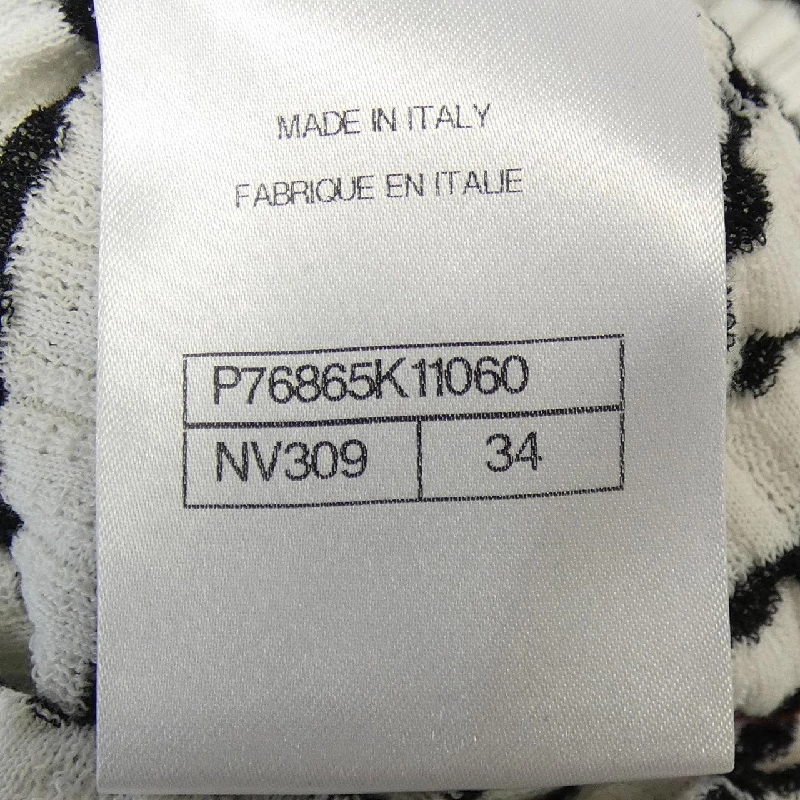 MADE IN ITALY
FABRIQUE EN ITALIE
P76865K11060
NV309 34